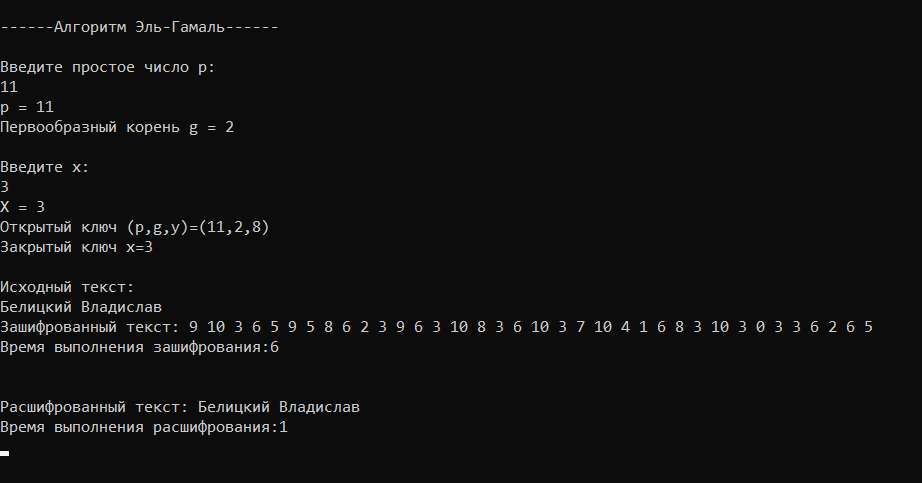 ------Алгоритм Эль-Гамаль------
Введите простое число p:
11
p = 11
Первообразный корень g = 2
Введите x:
3
X = 3
Открытый ключ (p,g,y)=(11,2,8)
Закрытый ключ x=3
Исходный текст:
Белицкий Владислав
Зашифрованный текст: 9 10 3 6 5 9 5 8 6 2 3 9 6 3 10 8 3 6 10 3 7 10 4 1 6 8 3 10 3 0 3 3 6 2 6 5
Время выполнения зашифрования:6
Расшифрованный текст: Белицкий Владислав
Время выполнения расшифрования:1